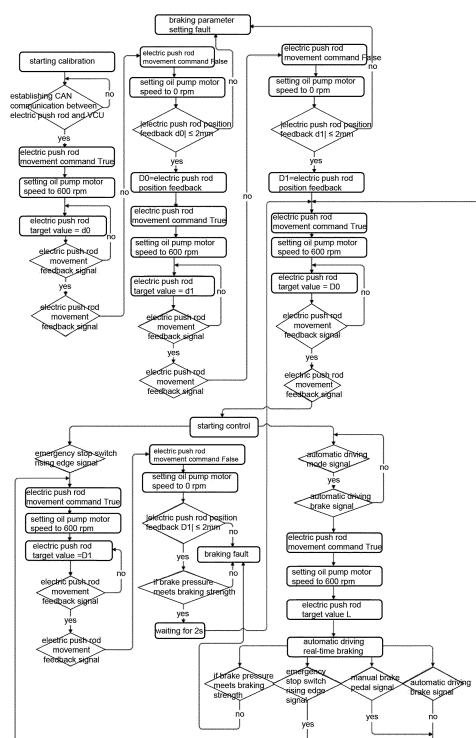 braking parameter
setting fault
starting calibration
establishing CAN
communication between
electric push rod and VCU
no
yes
electric push rod
movement command True
setting oil pump motor
speed to 600 rpm
electric push rod
target value = d0
no
electric push rod
movement
feedback signal
yes
electric push rod
movement
feedback signal
no
electric push rod
movement command False
setting oil pump motor
speed to 0 rpm
no
|electric push rod position
feedback d0| ≤ 2mm
yes
D0=electric push rod
position feedback
electric push rod
movement command True
setting oil pump motor
speed to 600 rpm
electric push rod
target value = d1
no
electric push rod
movement
feedback signal
yes
electric push rod
movement
feedback signal
no
electric push rod
movement command False
setting oil pump motor
speed to 0 rpm
no
|electric push rod position
feedback d1| ≤ 2mm
yes
D1=electric push rod
position feedback
electric push rod
movement command True
setting oil pump motor
speed to 600 rpm
electric push rod
target value = D0
no
electric push rod
movement
feedback signal
yes
electric push rod
movement
feedback signal
starting control
emergency stop switch
rising edge signal
electric push rod
movement command True
setting oil pump motor
speed to 600 rpm
electric push rod
target value =D1
no
electric push rod
movement
feedback signal
yes
electric push rod
movement
feedback signal
no
electric push rod
movement command False
setting oil pump motor
speed to 0 rpm
|electric push rod position
feedback D1| ≤ 2mm
no
yes
braking fault
if brake pressure
meets braking strength
no
yes
waiting for 2s
automatic driving
mode signal
no
yes
automatic driving
brake signal
electric push rod
movement command True
setting oil pump motor
speed to 600 rpm
electric push rod
target value L
automatic driving
real-time braking
if brake pressure
meets braking
strength
no
emergency
stop switch
rising edge
signal
yes
manual brake
pedal signal
yes
automatic driving
brake signal
no